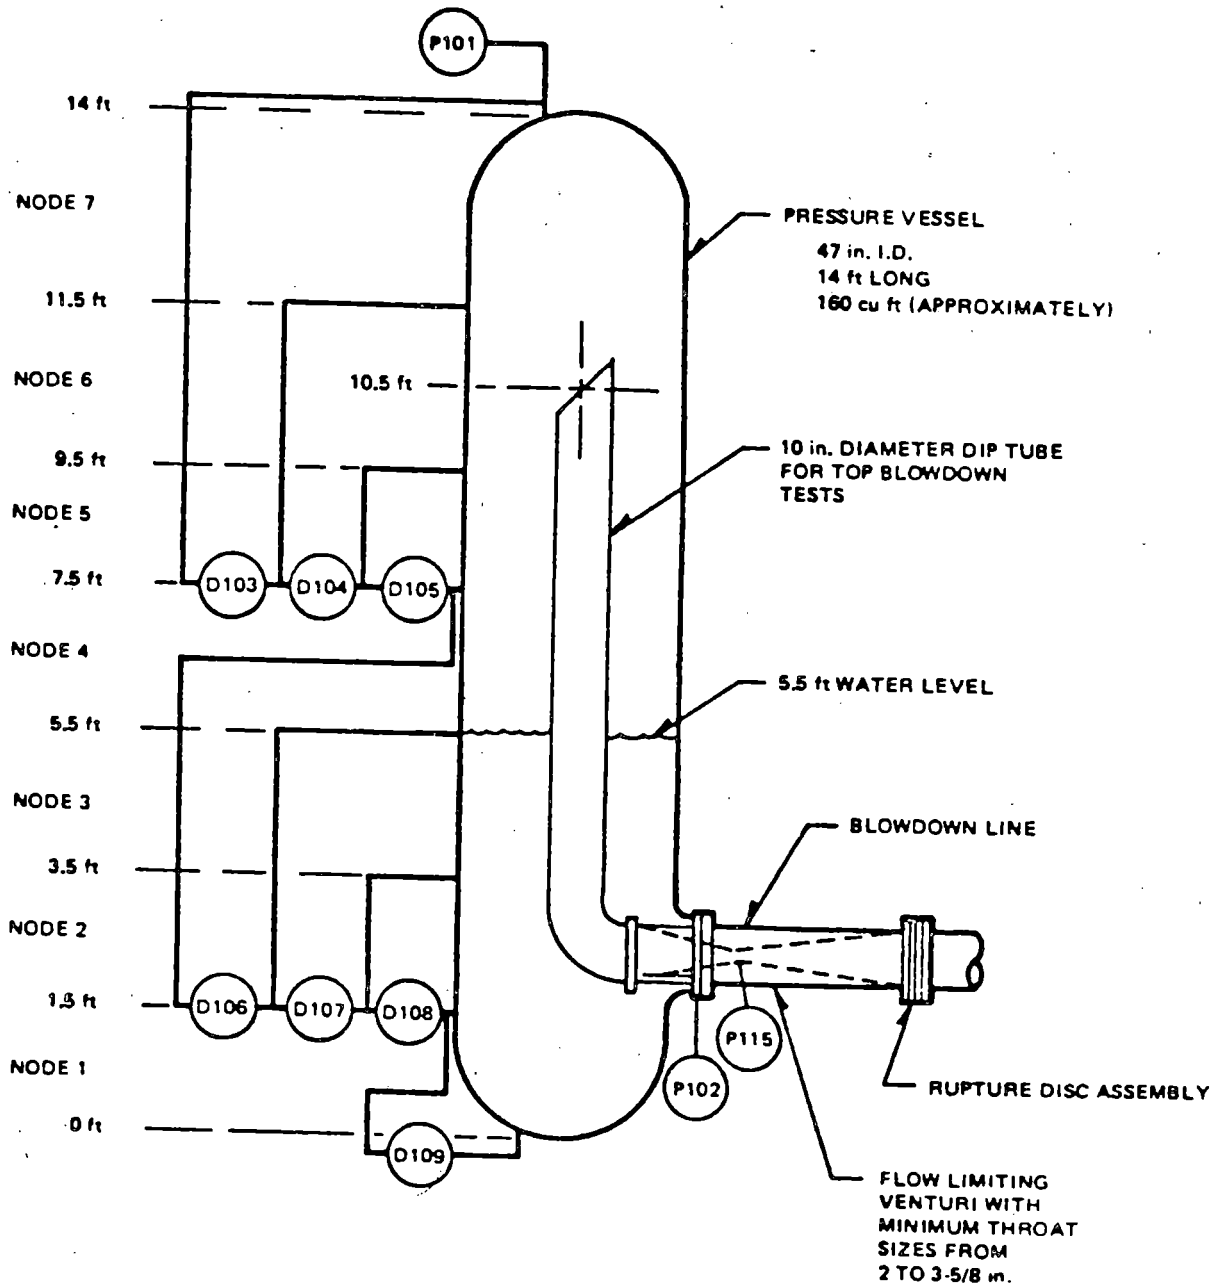 P101
14 ft
NODE 7
PRESSURE VESSEL
47 in. I.D.
14 ft LONG
160 cu ft (APPROXIMATELY)
11.5 ft
NODE 6
10.5 ft
9.5 ft
10 in. DIAMETER DIP TUBE
FOR TOP BLOWDOWN
TESTS
NODE 5
7.5 ft
D103
D104
D105
NODE 4
5.5 ft WATER LEVEL
5.5 ft
NODE 3
BLOWDOWN LINE
3.5 ft
NODE 2
1.5 ft
D106
D107
D108
P115
NODE 1
P102
RUPTURE DISC ASSEMBLY
0 ft
D109
FLOW LIMITING
VENTURI WITH
MINIMUM THROAT
SIZES FROM
2 TO 3-5/8 in.